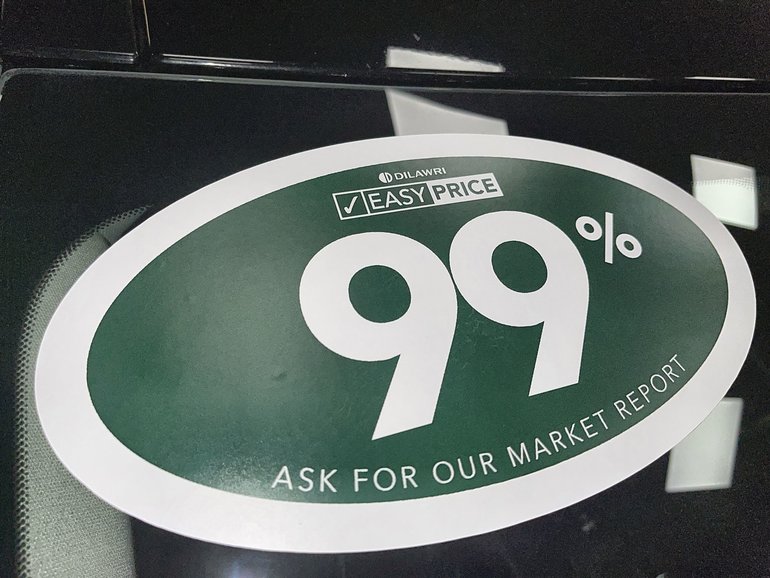 DILAWRI
✓ EASY PRICE
99%
ASK FOR OUR MARKET REPORT